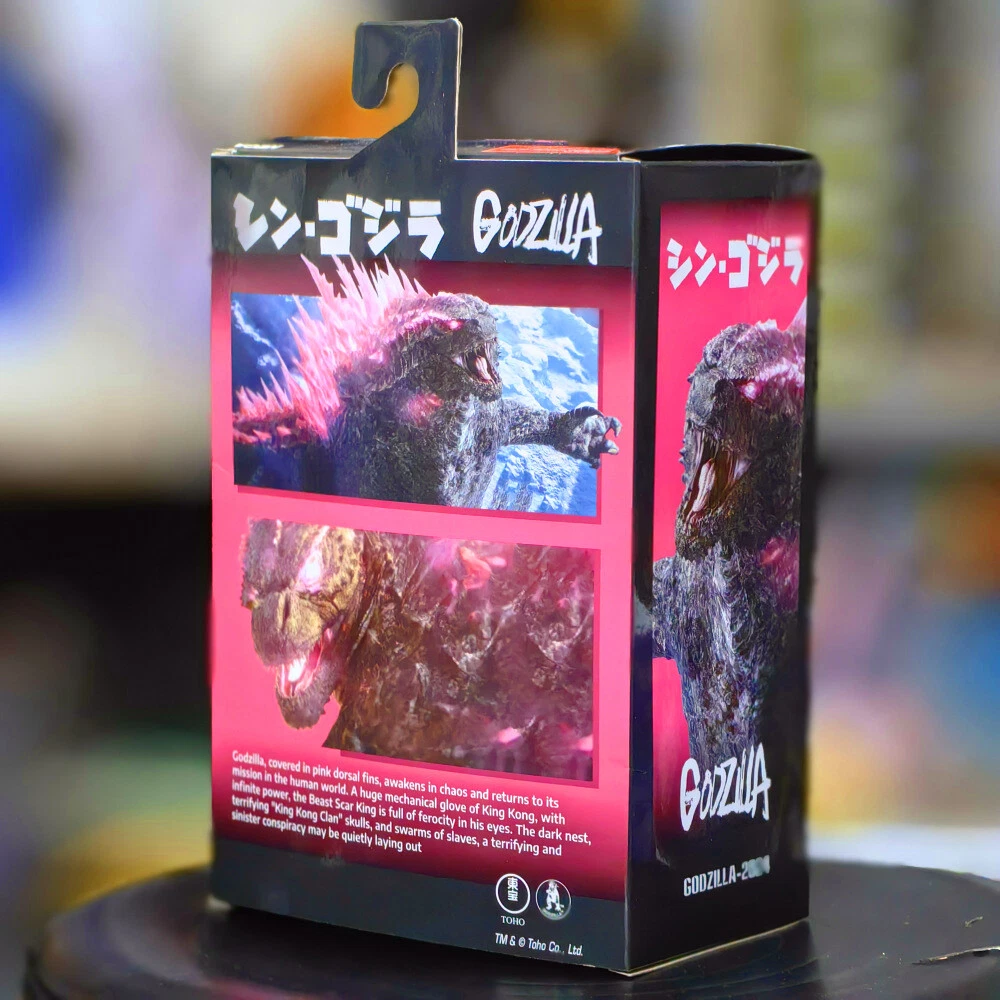 レン・ゴジラ GODZILLA
シン・ゴジラ
Godzilla, covered in pink dorsal fins, awakens in chaos and returns to its
mission in the human world. A huge mechanical glove of King Kong, with
infinite power, the Beast Scar King is full of ferocity in his eyes. The dark nest,
terrifying "King Kong Clan" skulls, and swarms of slaves, a terrifying and
sinister conspiracy may be quietly laying out
東宝
TOHO
TM & © Toho Co., Ltd.
GODZILLA